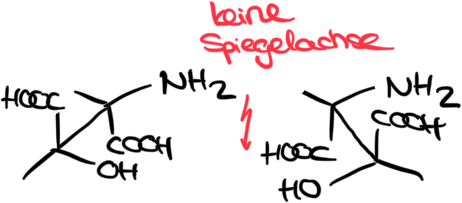 keine
Spiegelachse
NH2
HOOC
COOH
OH
NH2
COOH
HOOC
HO